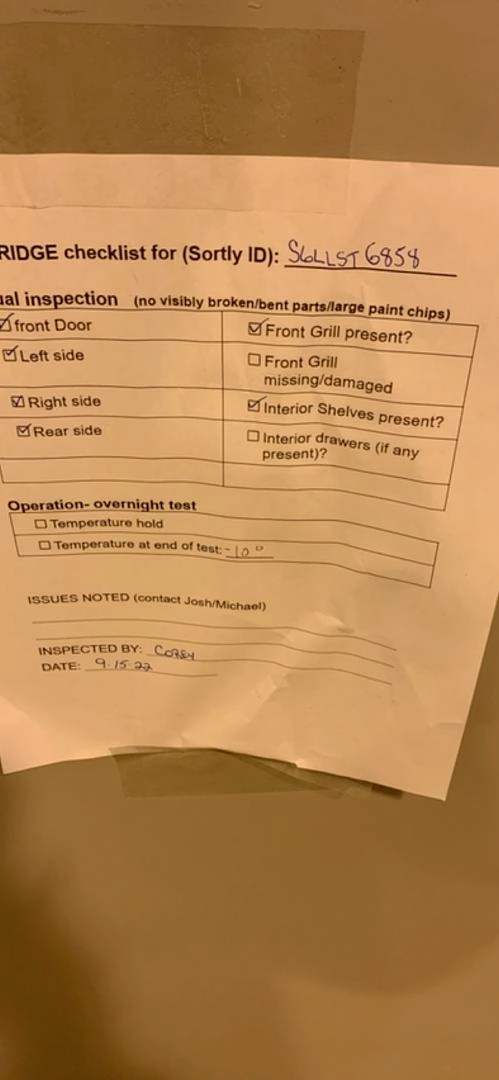 RIDGE checklist for (Sortly ID): S6LLST6858
ual inspection (no visibly broken/bent parts/large paint chips)
☑ front Door
☑ Front Grill present?
☑ Left side
☐ Front Grill
missing/damaged
☑ Right side
☑ Interior Shelves present?
☑ Rear side
☐ Interior drawers (if any
present)?
Operation- overnight test
☐ Temperature hold
☐ Temperature at end of test: -10°
ISSUES NOTED (contact Josh/Michael)
INSPECTED BY: Corey
DATE: 9.15.22